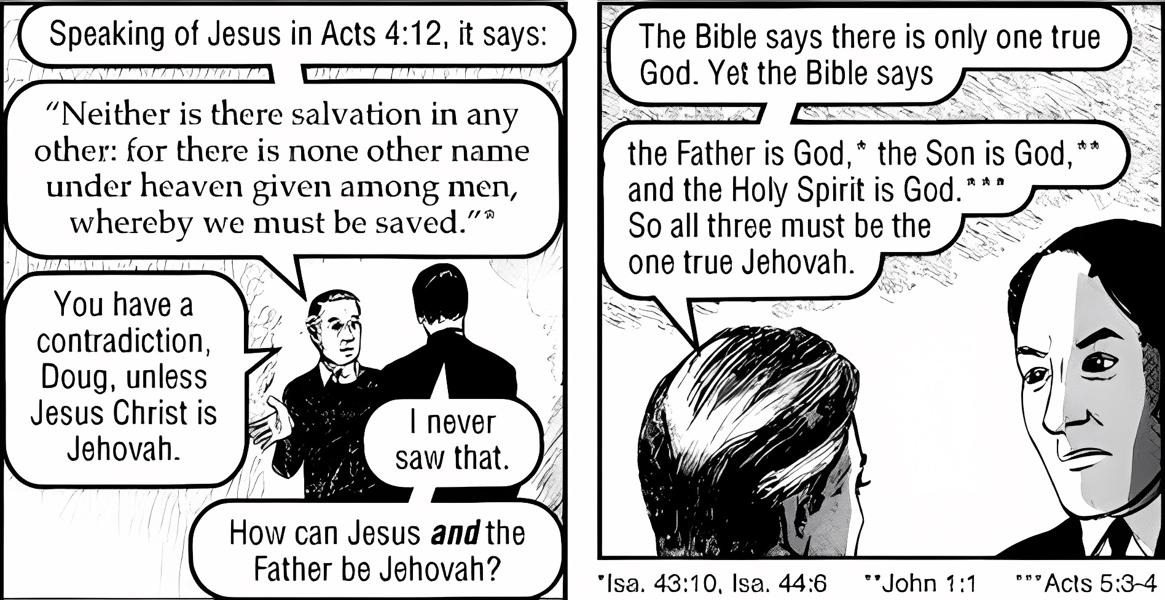 Speaking of Jesus in Acts 4:12, it says:
“Neither is there salvation in any
other: for there is none other name
under heaven given among men,
whereby we must be saved.”*
You have a
contradiction,
Doug, unless
Jesus Christ is
Jehovah.
I never
saw that.
How can Jesus and the
Father be Jehovah?
The Bible says there is only one true
God. Yet the Bible says
the Father is God,* the Son is God,**
and the Holy Spirit is God.***
So all three must be the
one true Jehovah.
*Isa. 43:10, Isa. 44:6 **John 1:1 ***Acts 5:3-4